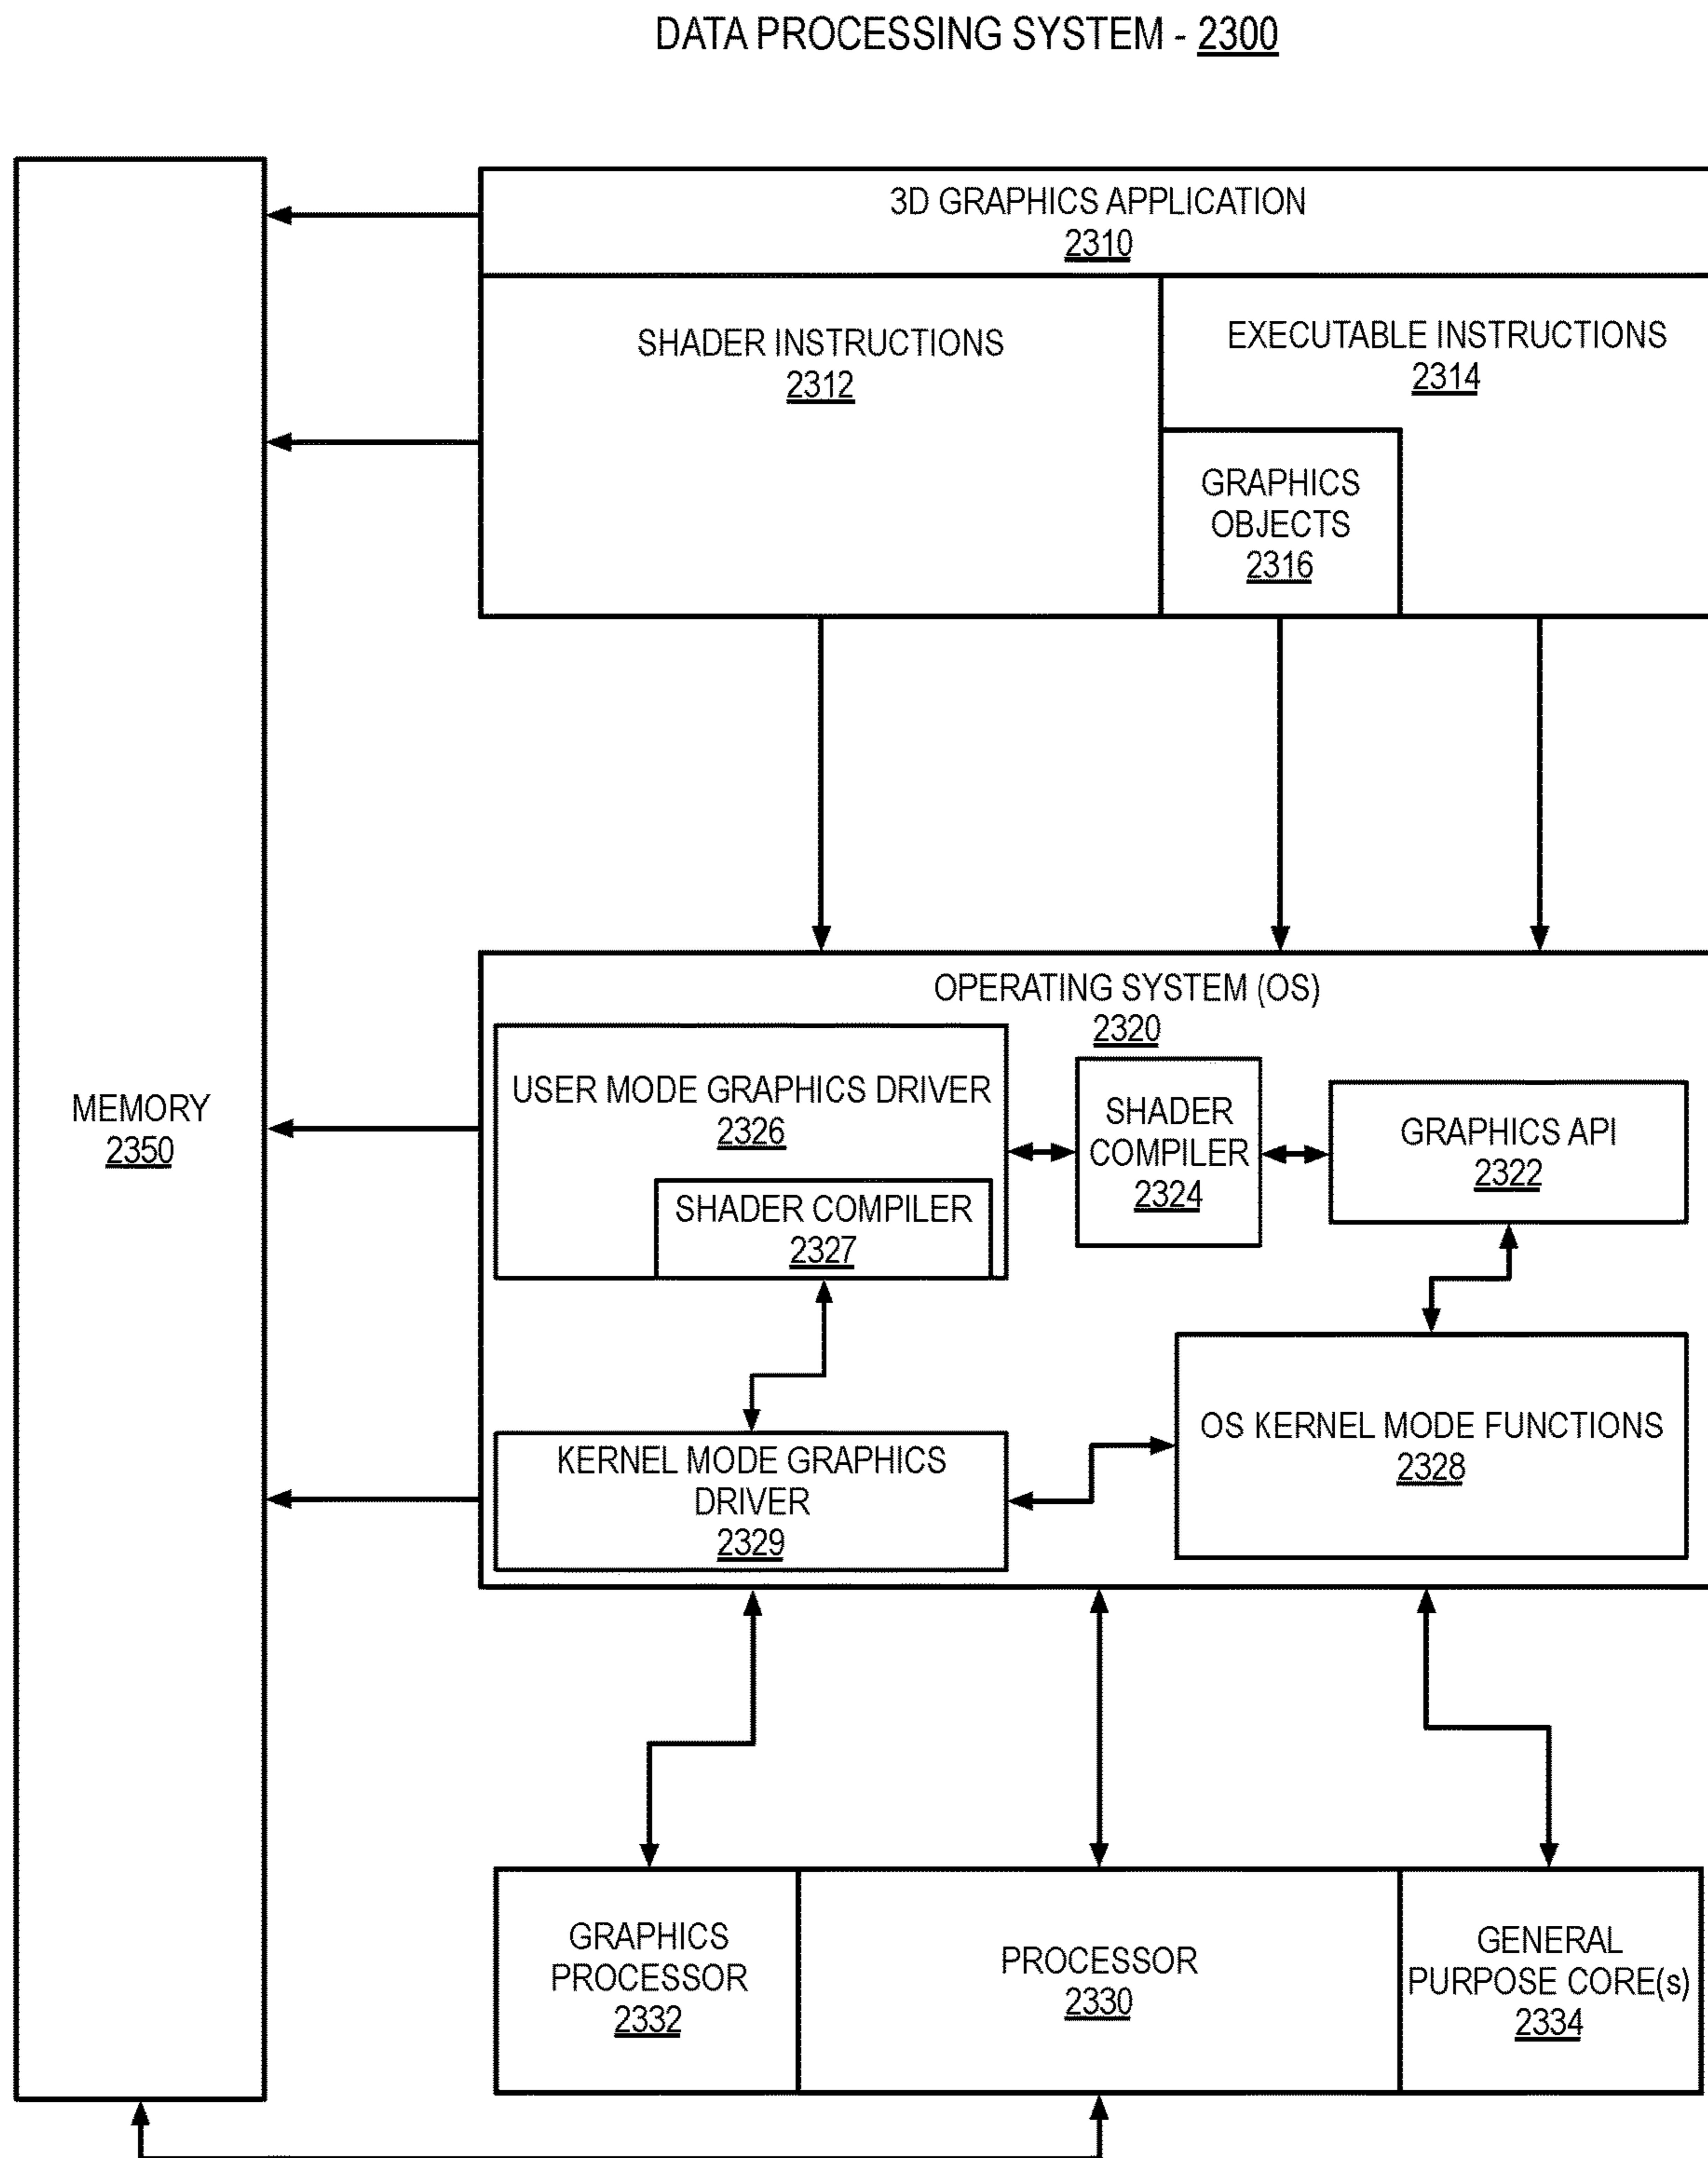 DATA PROCESSING SYSTEM - 2300
3D GRAPHICS APPLICATION
2310
SHADER INSTRUCTIONS
2312
EXECUTABLE INSTRUCTIONS
2314
GRAPHICS
OBJECTS
2316
MEMORY
2350
OPERATING SYSTEM (OS)
2320
USER MODE GRAPHICS DRIVER
2326
SHADER COMPILER
2327
SHADER
COMPILER
2324
GRAPHICS API
2322
KERNEL MODE GRAPHICS
DRIVER
2329
OS KERNEL MODE FUNCTIONS
2328
GRAPHICS
PROCESSOR
2332
PROCESSOR
2330
GENERAL
PURPOSE CORE(s)
2334